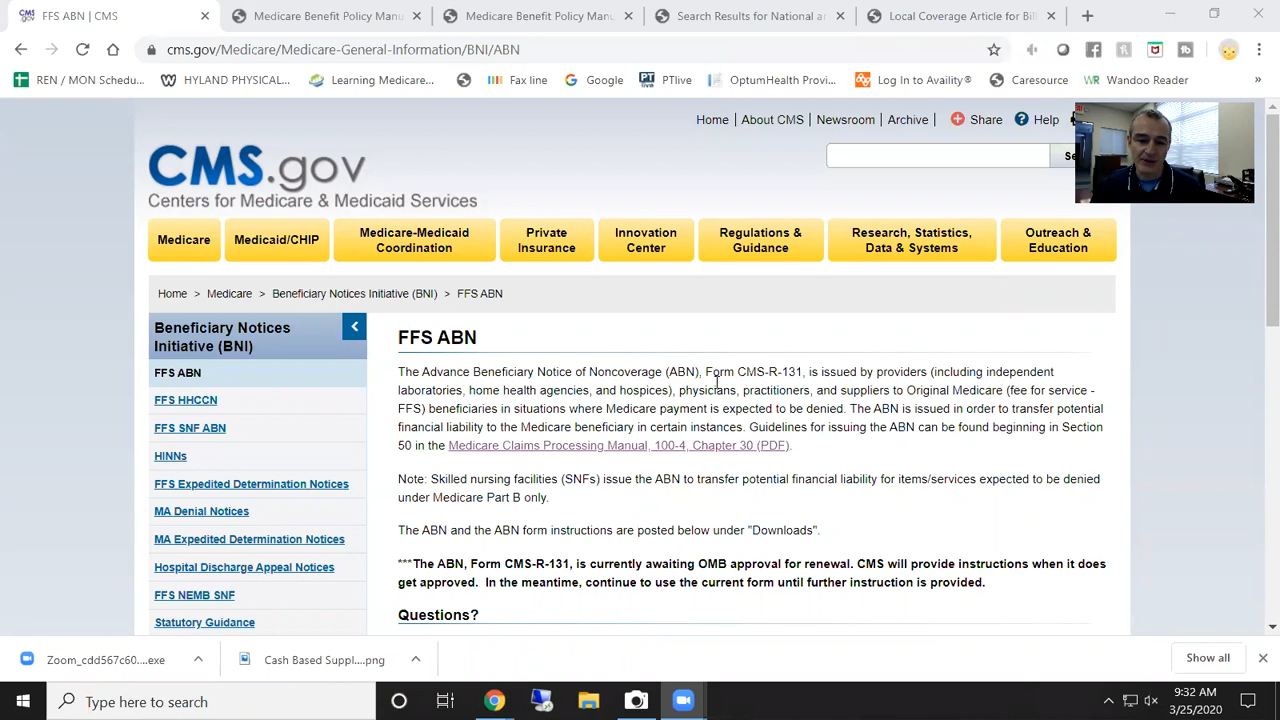 FFS ABN | CMS
Medicare Benefit Policy Manu
Medicare Benefit Policy Manu
Search Results for National a
Local Coverage Article for Bil
cms.gov/Medicare/Medicare-General-Information/BNI/ABN
REN / MON Schedu...
HYLAND PHYSICAL...
Learning Medicare...
Fax line
Google
PTlive
OptumHealth Provi...
Log In to Availity®
Caresource
Wandoo Reader
Home | About CMS | Newsroom | Archive | Share Help
CMS.gov
Se
Centers for Medicare & Medicaid Services
Medicare
Medicaid/CHIP
Medicare-Medicaid
Coordination
Private
Insurance
Innovation
Center
Regulations &
Guidance
Research, Statistics,
Data & Systems
Outreach &
Education
Home > Medicare > Beneficiary Notices Initiative (BNI) > FFS ABN
Beneficiary Notices
Initiative (BNI)
FFS ABN
FFS HHCCN
FFS SNF ABN
HINNs
FFS Expedited Determination Notices
MA Denial Notices
MA Expedited Determination Notices
Hospital Discharge Appeal Notices
FFS NEMB SNF
Statutory Guidance
FFS ABN
The Advance Beneficiary Notice of Noncoverage (ABN), Form CMS-R-131, is issued by providers (including independent
laboratories, home health agencies, and hospices), physicians, practitioners, and suppliers to Original Medicare (fee for service -
FFS) beneficiaries in situations where Medicare payment is expected to be denied. The ABN is issued in order to transfer potential
financial liability to the Medicare beneficiary in certain instances. Guidelines for issuing the ABN can be found beginning in Section
50 in the Medicare Claims Processing Manual, 100-4, Chapter 30 (PDF).
Note: Skilled nursing facilities (SNFs) issue the ABN to transfer potential financial liability for items/services expected to be denied
under Medicare Part B only.
The ABN and the ABN form instructions are posted below under "Downloads".
***The ABN, Form CMS-R-131, is currently awaiting OMB approval for renewal. CMS will provide instructions when it does
get approved. In the meantime, continue to use the current form until further instruction is provided.
Questions?
Zoom_cdd567c60....exe
Cash Based Suppl....png
Show all
Type here to search
9:32 AM
3/25/2020